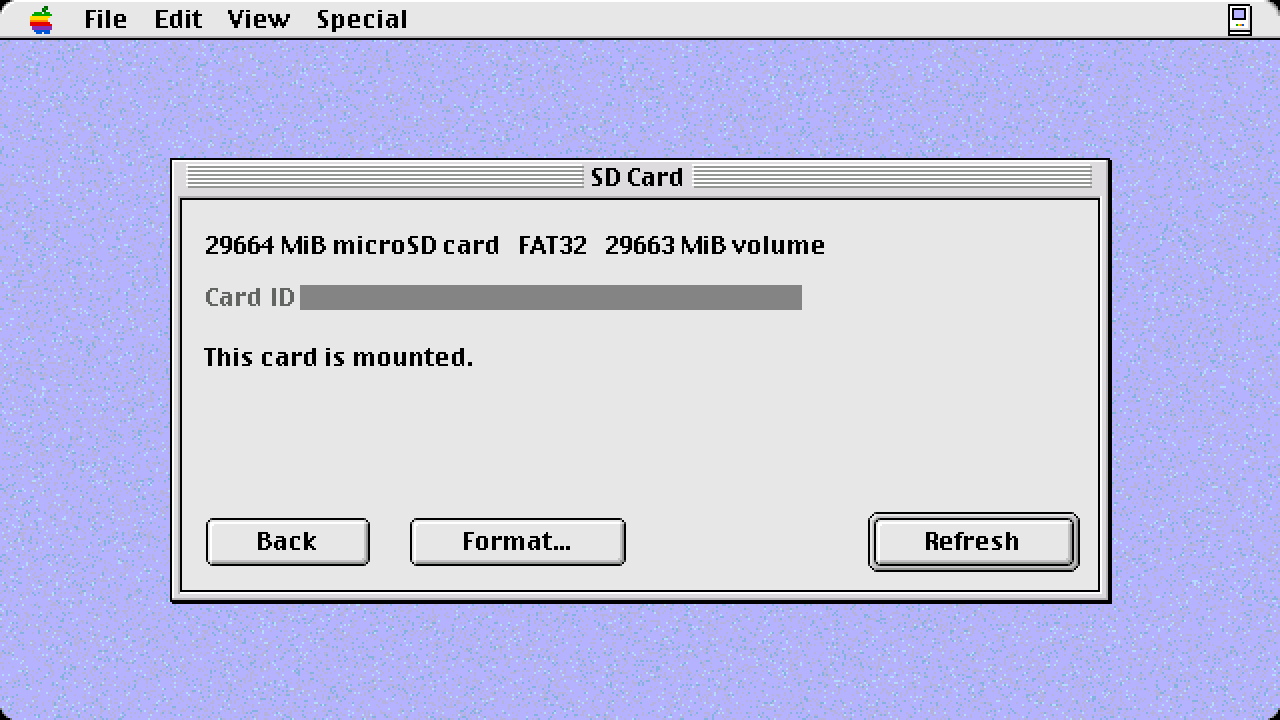 File Edit View Special
SD Card
29664 MiB microSD card FAT32 29663 MiB volume
Card ID
This card is mounted.
Back Format... Refresh